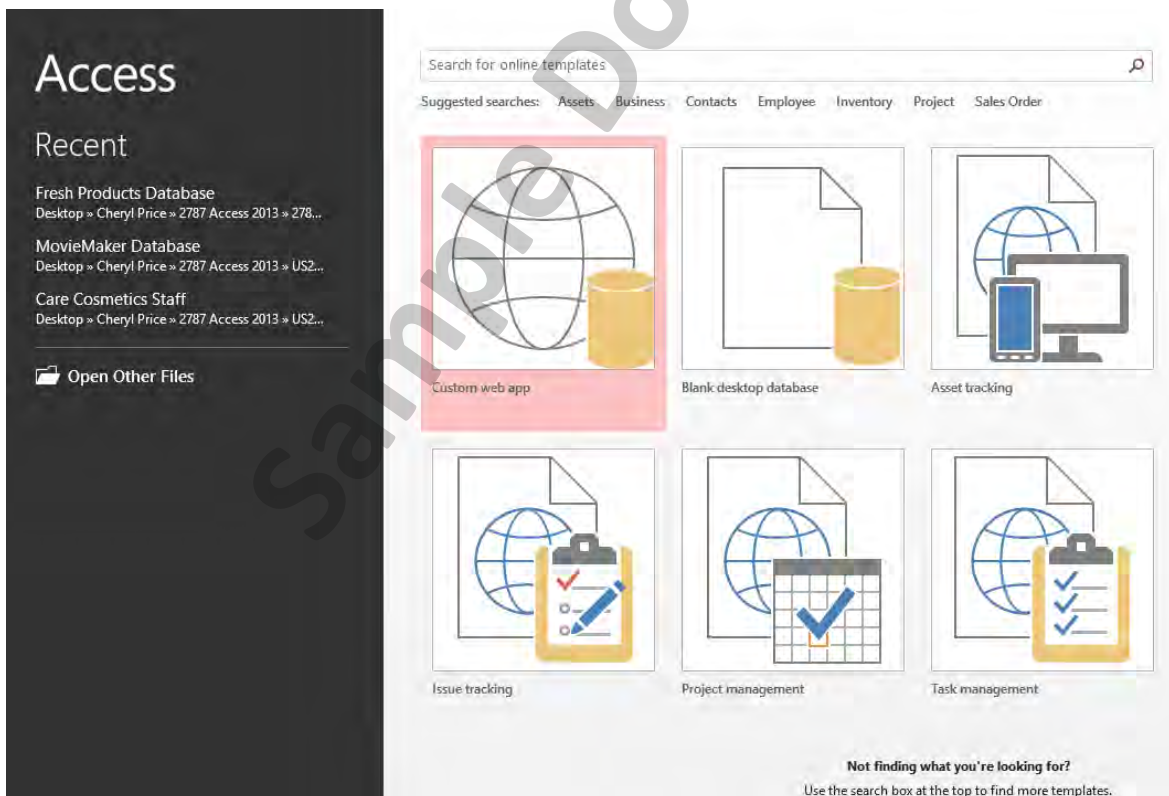 Access
Recent
Fresh Products Database
Desktop » Cheryl Price » 2787 Access 2013 » 278...
MovieMaker Database
Desktop » Cheryl Price » 2787 Access 2013 » US2...
Care Cosmetics Staff
Desktop » Cheryl Price » 2787 Access 2013 » US2...
Open Other Files
Search for online templates
Suggested searches: Assets Business Contacts Employee Inventory Project Sales Order
Custom web app
Blank desktop database
Asset tracking
Issue tracking
Project management
Task management
Not finding what you're looking for?
Use the search box at the top to find more templates.
Sample Do